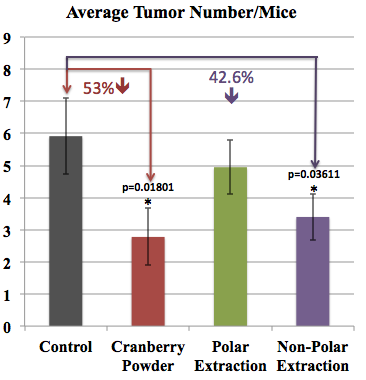 Average Tumor Number/Mice
9
8
7
6
5
4
3
2
1
0
53%
42.6%
p=0.01801
*
p=0.03611
*
Control
Cranberry
Powder
Polar
Extraction
Non-Polar
Extraction